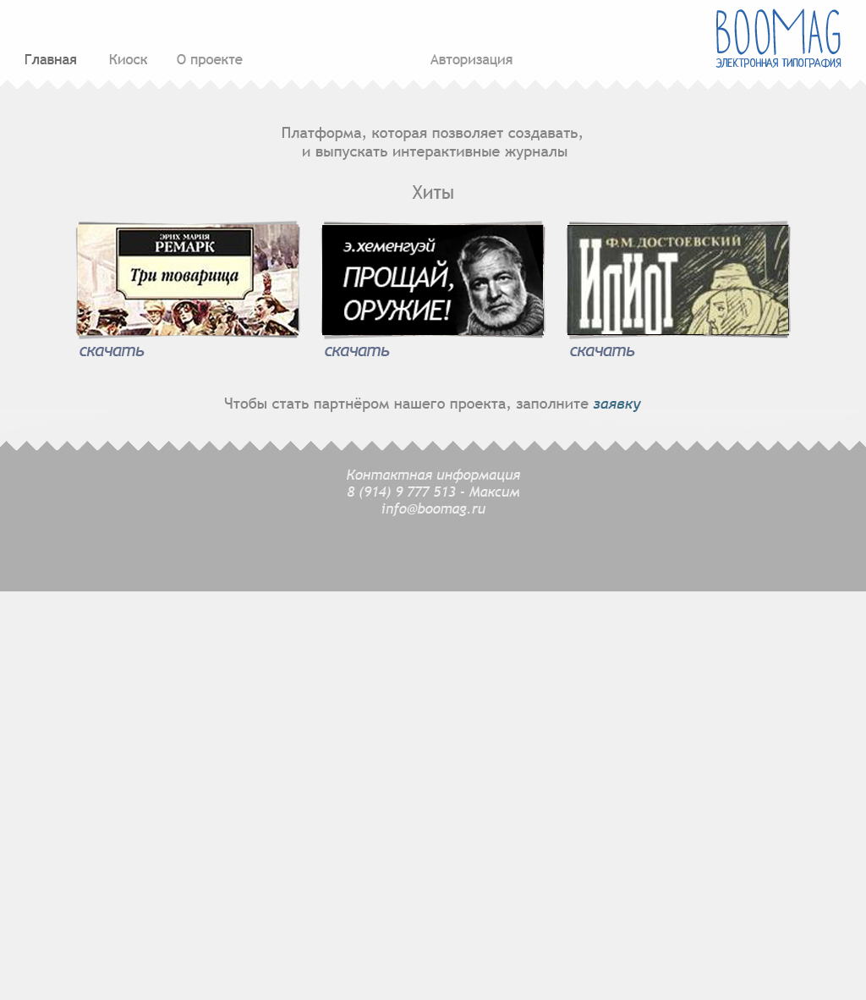 BOOMAG
ЭЛЕКТРОННАЯ ТИПОГРАФИЯ
Главная Киоск О проекте Авторизация
Платформа, которая позволяет создавать,
и выпускать интерактивные журналы
Хиты
ЭРИХ МАРИЯ
РЕМАРК
Три товарища
скачать
э.хеменгуэй
ПРОЩАЙ,
ОРУЖИЕ!
скачать
Ф.М. ДОСТОЕВСКИЙ
ИДИОТ
скачать
Чтобы стать партнёром нашего проекта, заполните заявку
Контактная информация
8 (914) 9 777 513 - Максим
info@boomag.ru